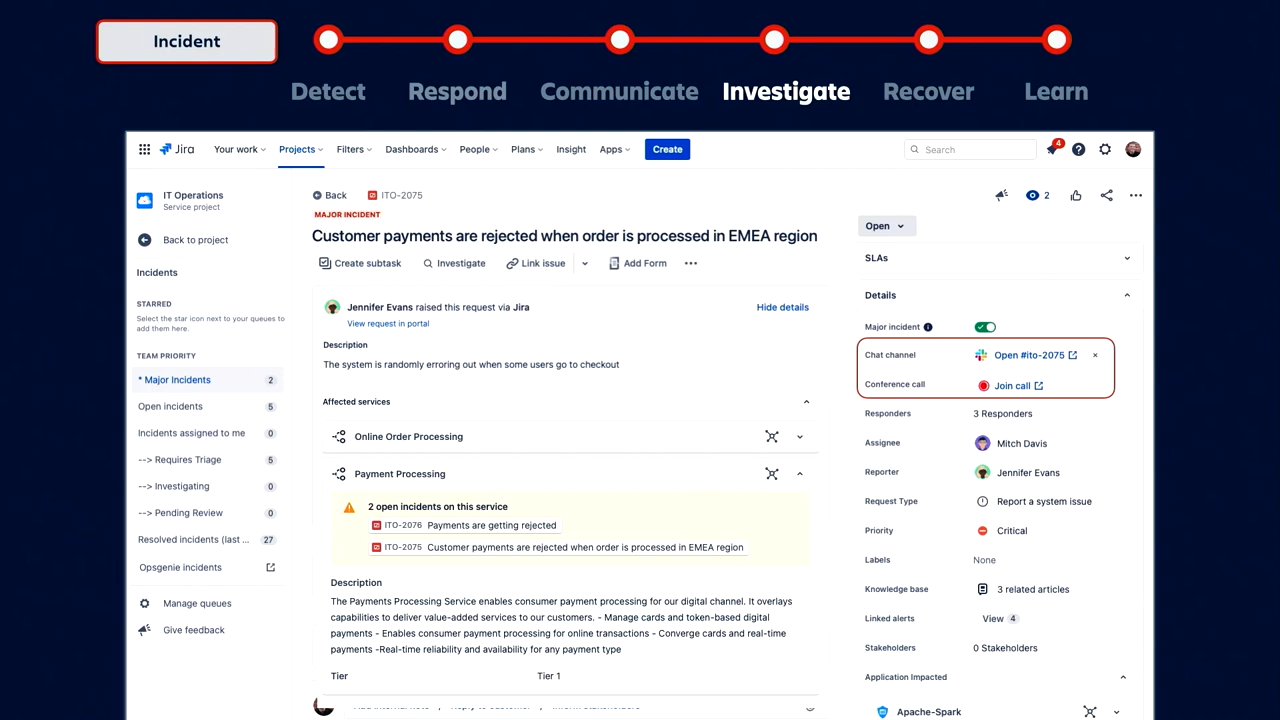 Incident
Detect Respond Communicate Investigate Recover Learn
Jira Your work Projects Filters Dashboards People Plans Insight Apps Create Search 4
IT Operations
Service project
Back to project
Incidents
STARRED
Select the star icon next to your queues to
add them here.
TEAM PRIORITY
* Major Incidents 2
Open incidents 5
Incidents assigned to me 0
--> Requires Triage 5
--> Investigating 0
--> Pending Review 0
Resolved incidents (last ... 27
Opsgenie incidents
Manage queues
Give feedback
Back ITO-2075
MAJOR INCIDENT
Customer payments are rejected when order is processed in EMEA region
Create subtask Investigate Link issue Add Form
Jennifer Evans raised this request via Jira Hide details
View request in portal
Description
The system is randomly erroring out when some users go to checkout
Affected services
Online Order Processing
Payment Processing
2 open incidents on this service
ITO-2076 Payments are getting rejected
ITO-2075 Customer payments are rejected when order is processed in EMEA region
Description
The Payments Processing Service enables consumer payment processing for our digital channel. It overlays
capabilities to deliver value-added services to our customers. - Manage cards and token-based digital
payments - Enables consumer payment processing for online transactions - Converge cards and real-time
payments -Real-time reliability and availability for any payment type
Tier Tier 1
2
Open
SLAs
Details
Major incident
Chat channel Open #ito-2075
Conference call Join call
Responders 3 Responders
Assignee Mitch Davis
Reporter Jennifer Evans
Request Type Report a system issue
Priority Critical
Labels None
Knowledge base 3 related articles
Linked alerts View 4
Stakeholders 0 Stakeholders
Application Impacted
Apache-Spark